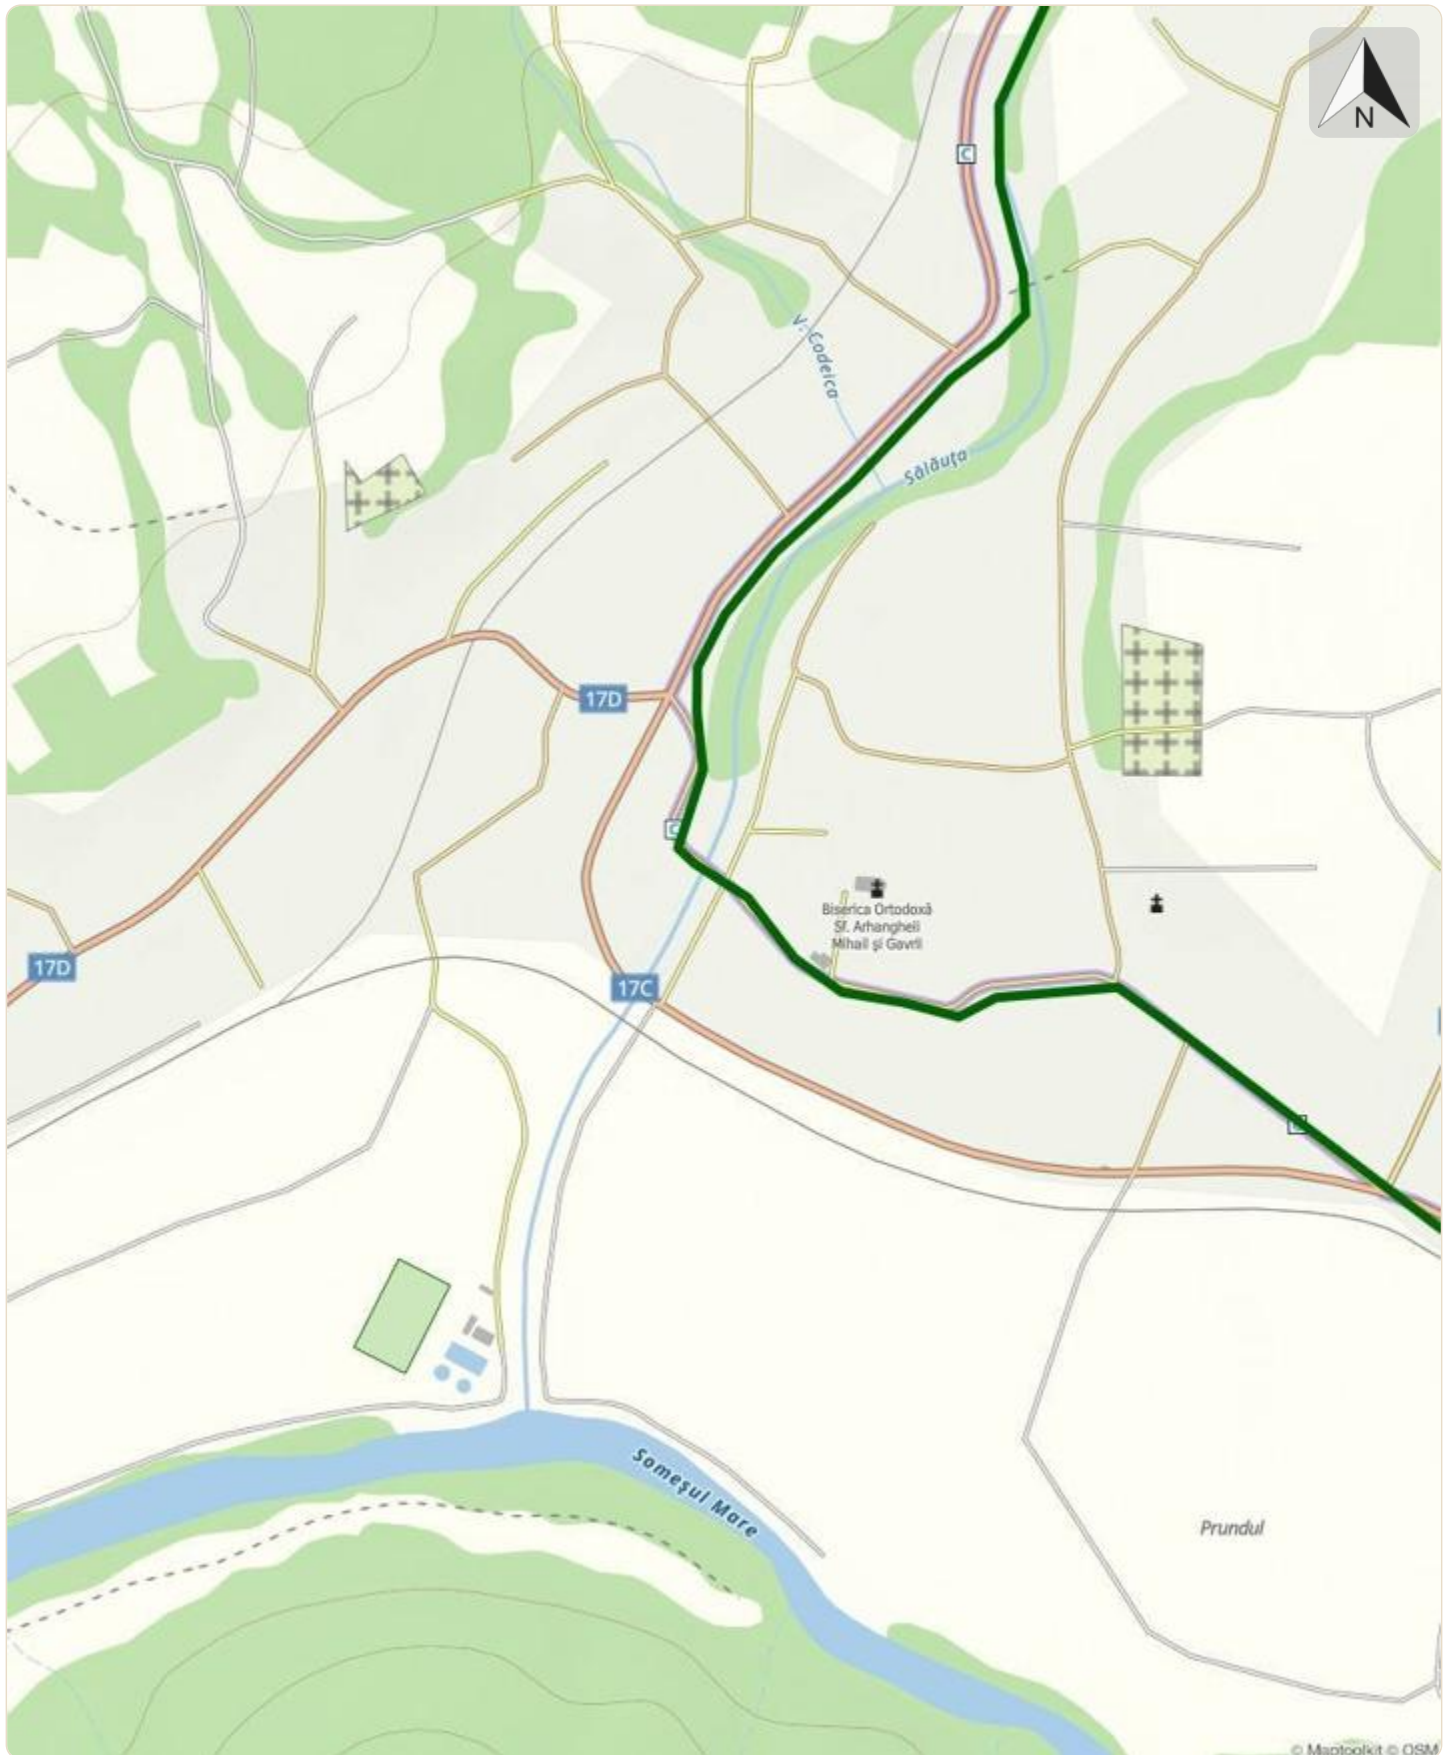 N
C
V. Codeica
Sălăuța
17D
C
Biserica Ortodoxă
Sf. Arhangheli
Mihail și Gavril
17D
17C
Someșul Mare
Prundul
© Maptoolkit © OSM